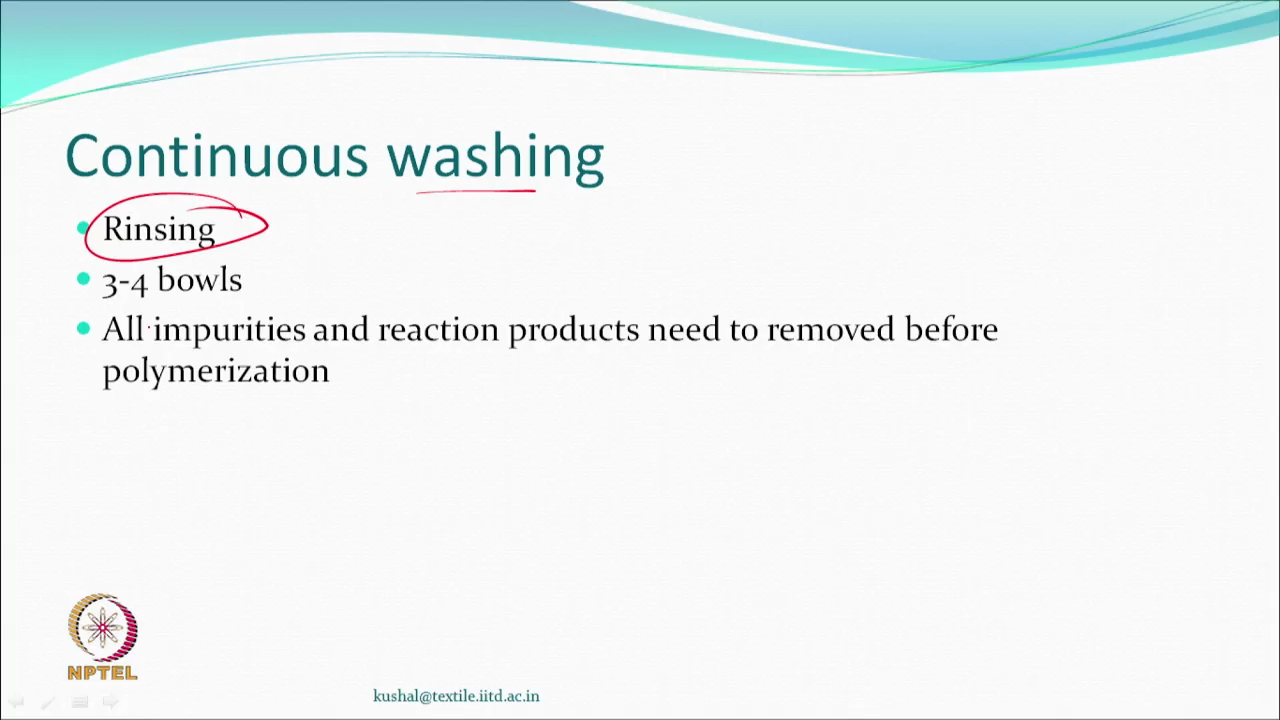 Continuous washing
Rinsing
3-4 bowls
All impurities and reaction products need to removed before
polymerization
NPTEL
kushal@textile.iitd.ac.in